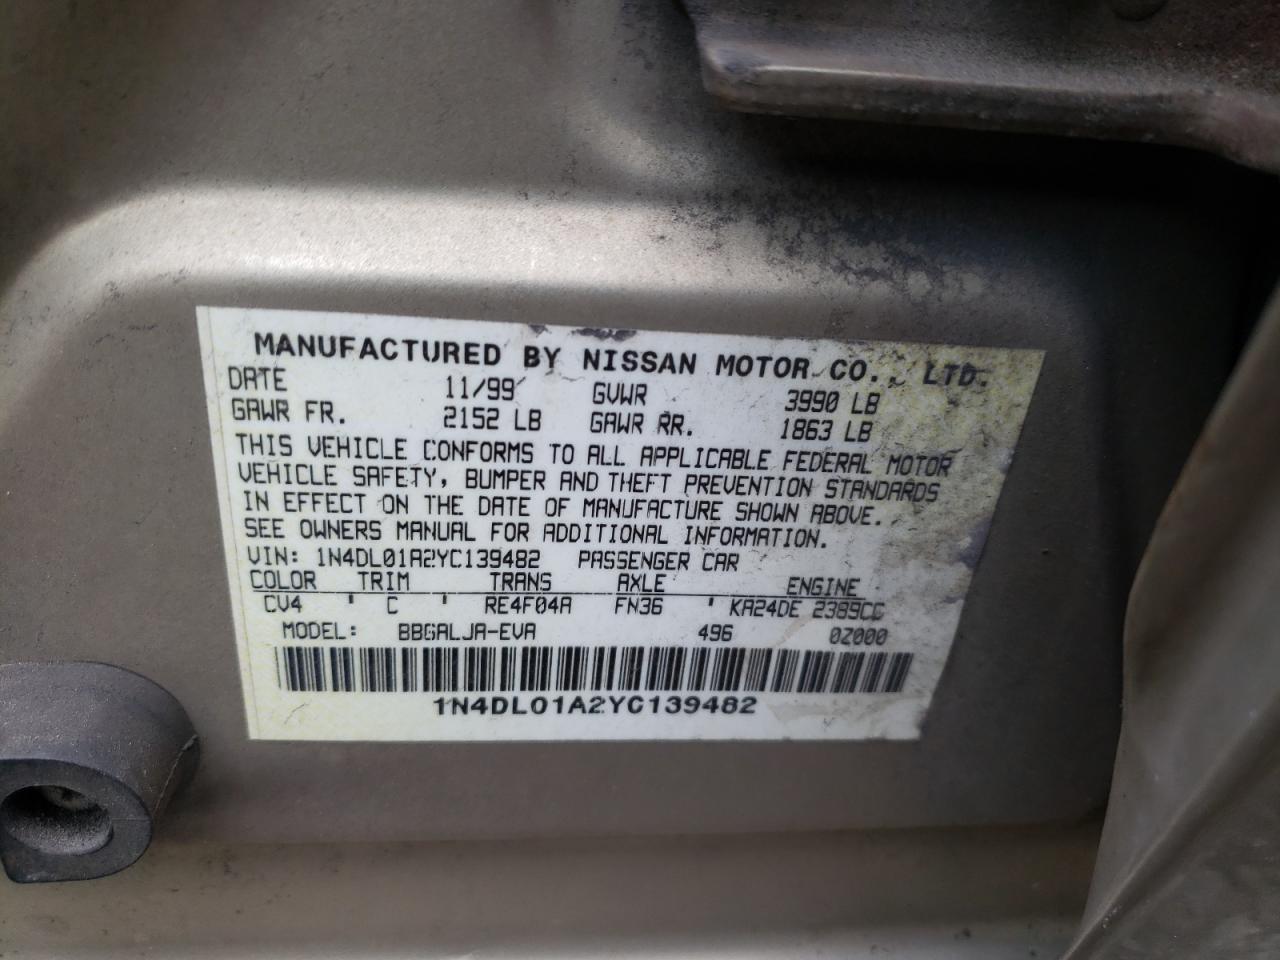 MANUFACTURED BY NISSAN MOTOR CO., LTD.
DATE 11/99 GVWR 3990 LB
GAWR FR. 2152 LB GAWR RR. 1863 LB
THIS VEHICLE CONFORMS TO ALL APPLICABLE FEDERAL MOTOR
VEHICLE SAFETY, BUMPER AND THEFT PREVENTION STANDARDS
IN EFFECT ON THE DATE OF MANUFACTURE SHOWN ABOVE.
SEE OWNERS MANUAL FOR ADDITIONAL INFORMATION.
VIN: 1N4DL01A2YC139482 PASSENGER CAR
COLOR TRIM TRANS AXLE ENGINE
CV4 ' C ' RE4F04A FN36 ' KA24DE 2389CC
MODEL: BBGALJA-EVA 496 0Z000
1N4DL01A2YC139482